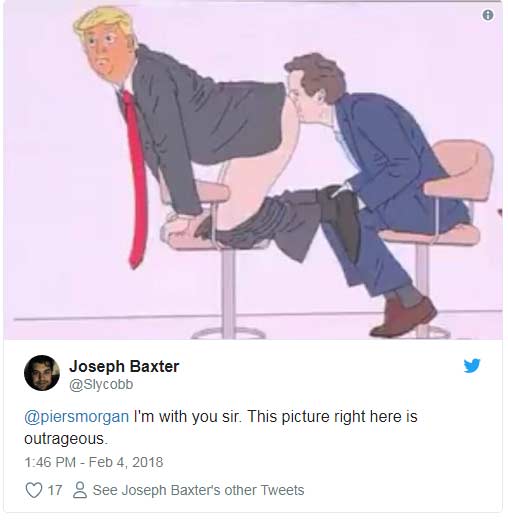 Joseph Baxter
@Slycobb
@piersmorgan I'm with you sir. This picture right here is
outrageous.
1:46 PM - Feb 4, 2018
17 See Joseph Baxter's other Tweets